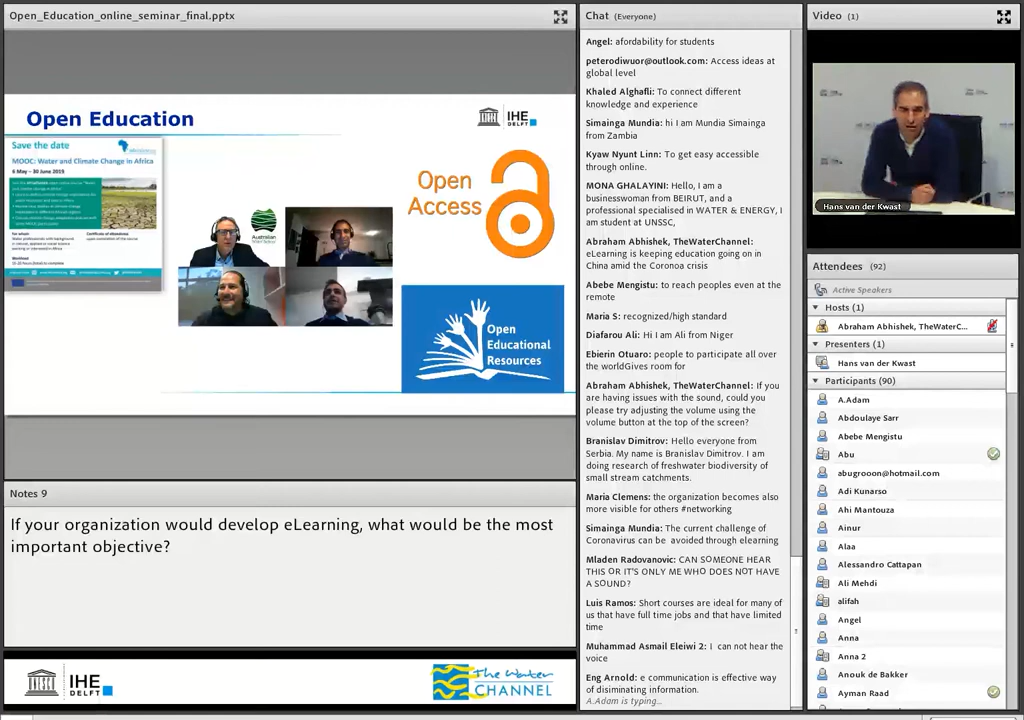 Open_Education_online_seminar_final.pptx
Open Education
IHE
DELFT
Save the date
MOOC: Water and Climate Change in Africa
6 May - 30 June 2015
Australian
Open
Access
Open
Educational
Resources
Notes 9
If your organization would develop eLearning, what would be the most
important objective?
UNESCO
IHE
DELFT
The Water
CHANNEL
Chat (Everyone)
Angel: afordability for students
peterodiwuor@outlook.com: Access ideas at
global level
Khaled Alghafli: To connect different
knowledge and experience
Simainga Mundia: hi I am Mundia Simainga
from Zambia
Kyaw Nyunt Linn: To get easy accessible
through online.
MONA GHALAYINI: Hello, I am a
businesswoman from BEIRUT, and a
professional specialised in WATER & ENERGY, I
am student at UNSSC,
Abraham Abhishek, TheWaterChannel:
eLearning is keeping education going on in
China amid the Coronoa crisis
Abebe Mengistu: to reach peoples even at the
remote
Maria S: recognized/high standard
Diafarou Ali: Hi I am Ali from Niger
Ebierin Otuaro: people to participate all over
the worldGives room for
Abraham Abhishek, TheWaterChannel: If you
are having issues with the sound, could you
please try adjusting the volume using the
volume button at the top of the screen?
Branislav Dimitrov: Hello everyone from
Serbia. My name is Branislav Dimitrov. I am
doing research of freshwater biodiversity of
small stream catchments.
Maria Clemens: the organization becomes also
more visible for others #networking
Simainga Mundia: The current challenge of
Coronavirus can be avoided through elearning
Mladen Radovanovic: CAN SOMEONE HEAR
THIS OR IT'S ONLY ME WHO DOES NOT HAVE
A SOUND?
Luis Ramos: Short courses are ideal for many of
us that have full time jobs and that have limited
time
Muhammad Asmail Eleiwi 2: I can not hear the
voice
Eng Arnold: e communication is effective way
of disiminating information.
A.Adam is typing...
Video (1)
Hans van der Kwast
Attendees (92)
Active Speakers
Hosts (1)
Abraham Abhishek, TheWaterC...
Presenters (1)
Hans van der Kwast
Participants (90)
A.Adam
Abdoulaye Sarr
Abebe Mengistu
Abu
abugrooon@hotmail.com
Adi Kunarso
Ahi Mantouza
Ainur
Alaa
Alessandro Cattapan
Ali Mehdi
alifah
Angel
Anna
Anna 2
Anouk de Bakker
Ayman Raad